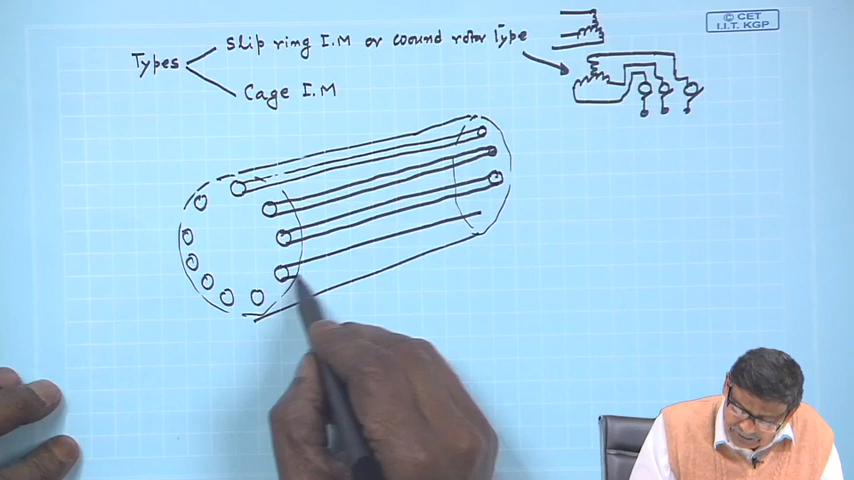 Types
Slip ring I.M or wound rotor Type
Cage I.M
© CET
I.I.T. KGP